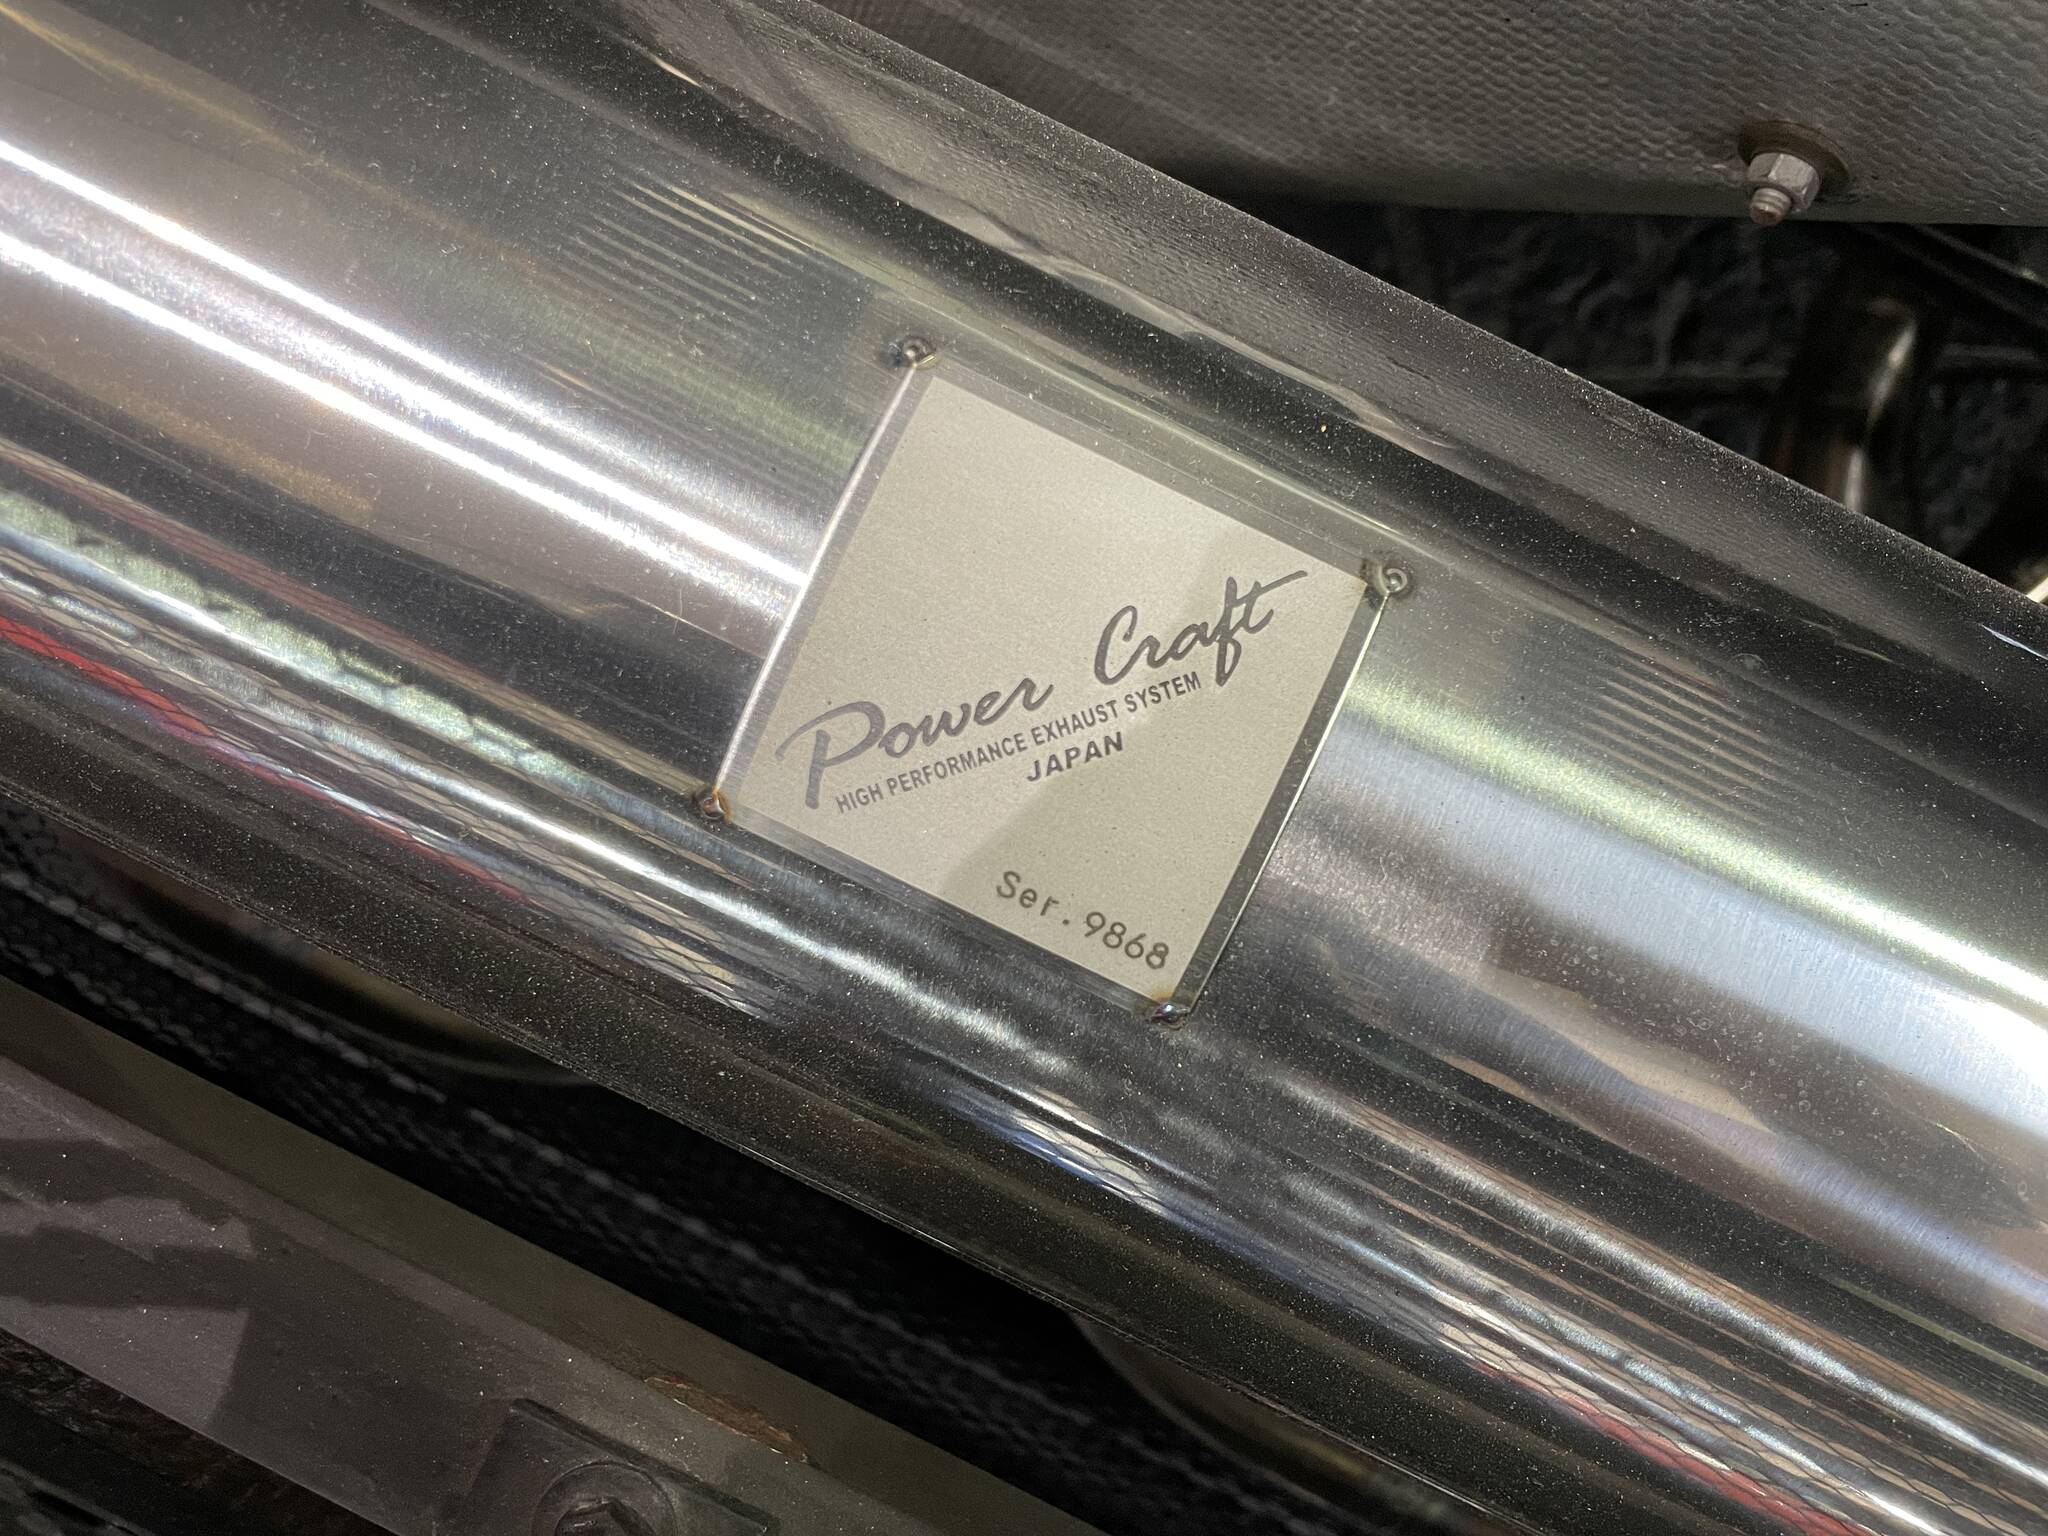 Power Craft
HIGH PERFORMANCE EXHAUST SYSTEM
JAPAN
Ser. 9868